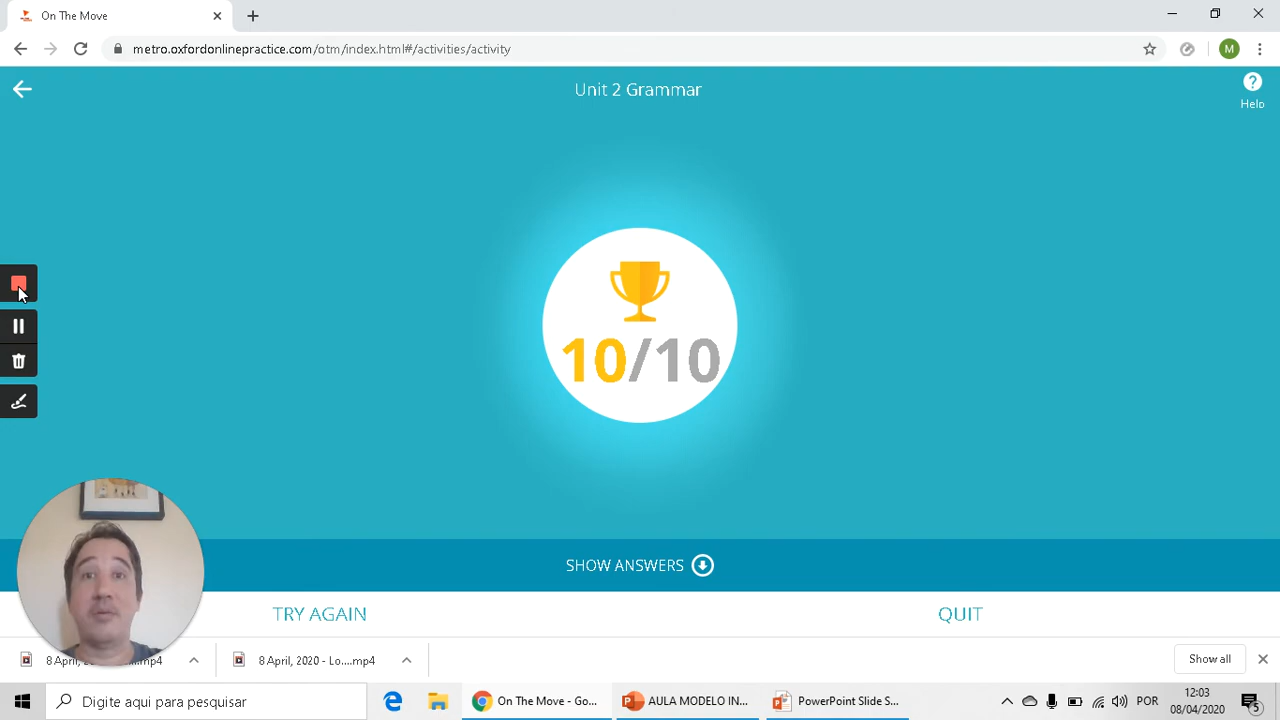 On The Move
metro.oxfordonlinepractice.com/otm/index.html#/activities/activity
M
Unit 2 Grammar
?
Help
10/10
SHOW ANSWERS
TRY AGAIN
QUIT
8 April, 2020 - Lo....mp4
Show all
Digite aqui para pesquisar
On The Move - Go...
AULA MODELO IN...
PowerPoint Slide S...
POR
12:03
08/04/2020
5